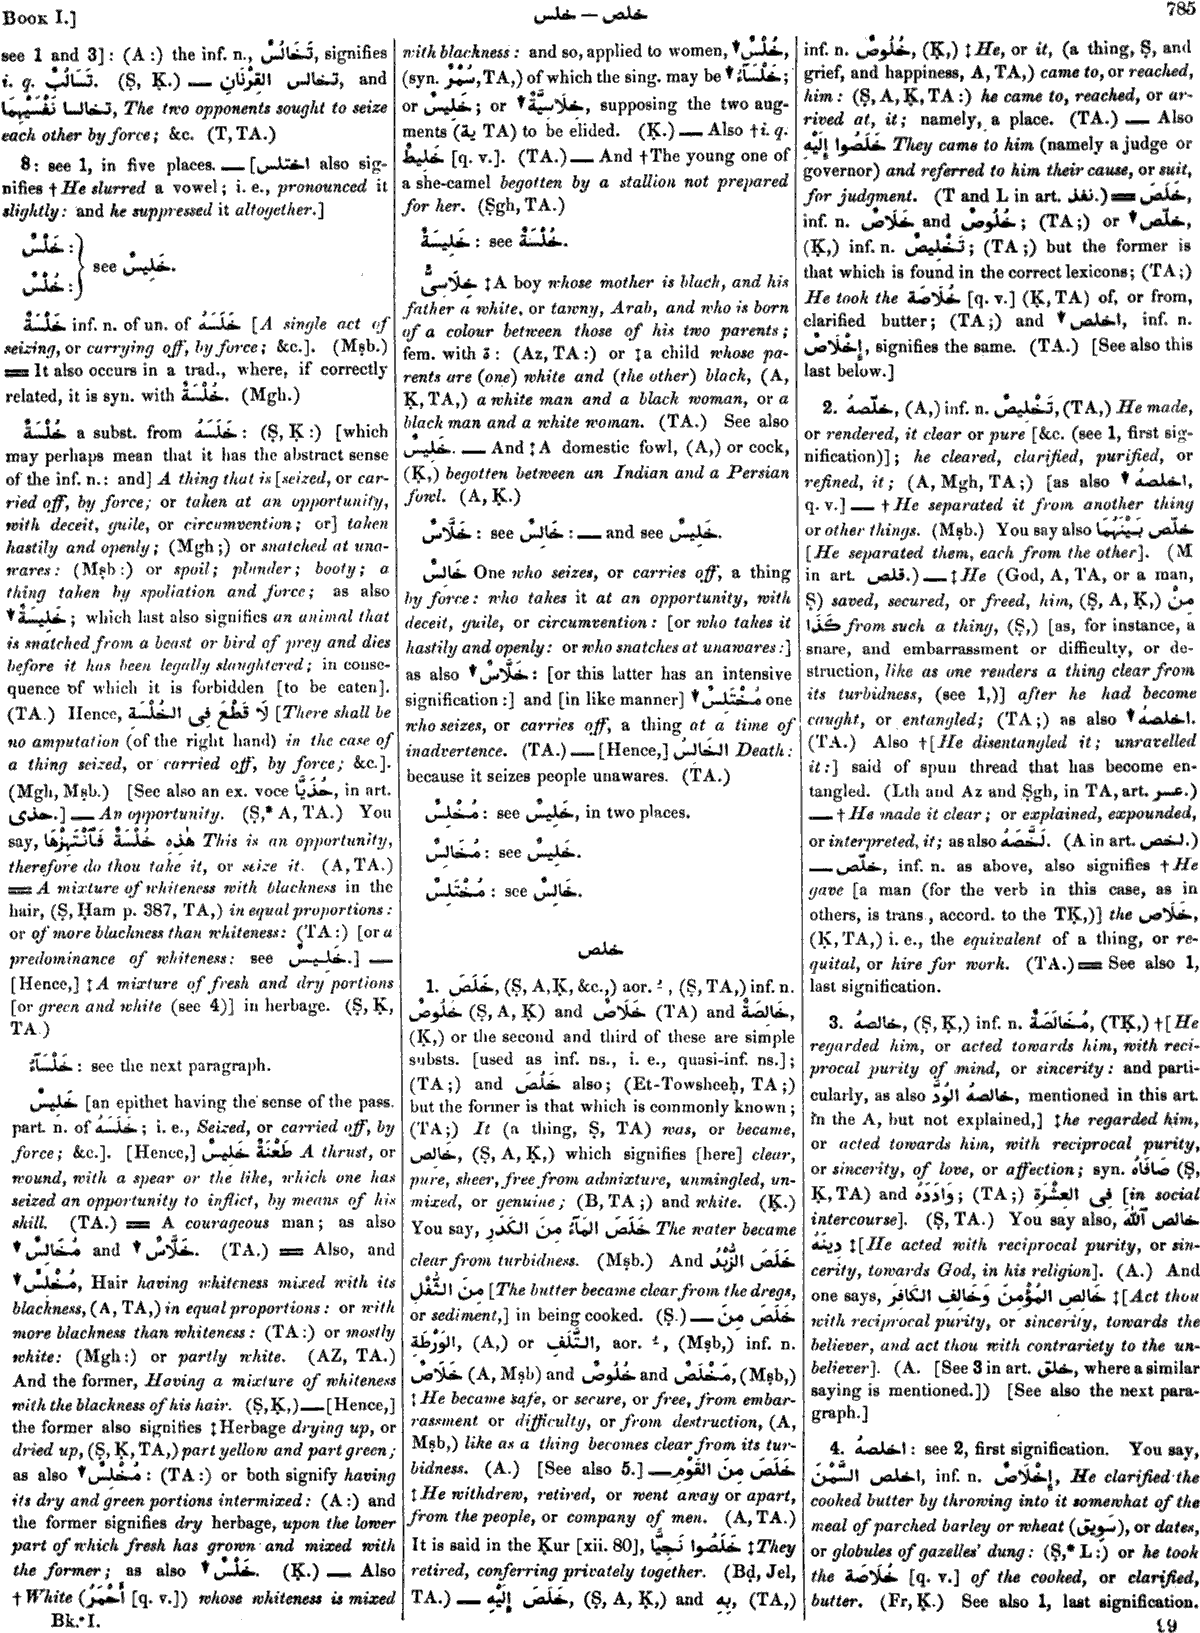 BOOK I.]
خلس — خلص
785
see 1 and 3]: (A:) the inf. n., تَخَالُسٌ, signifies
i. q. تَسَالُبٌ. (Ṣ, Ḳ.) — تخالس القِرْنَانِ, and
تخالسا نَفْسَيْهِمَا, The two opponents sought to seize
each other by force; &c. (T, TA.)
8: see 1, in five places. — [اختلس also sig-
nifies † He slurred a vowel; i. e., pronounced it
slightly: and he suppressed it altogether.]
خَلْسٌ:
خُلْسٌ:
see خَلِيسٌ.
خَلْسَةٌ inf. n. of un. of خَلَسَهُ [A single act of
seizing, or carrying off, by force; &c.]. (Mṣb.)
═ It also occurs in a trad., where, if correctly
related, it is syn. with خُلْسَةٌ. (Mgh.)
خُلْسَةٌ a subst. from خَلَسَهُ: (Ṣ, Ḳ:) [which
may perhaps mean that it has the abstract sense
of the inf. n.: and] A thing that is [seized, or car-
ried off, by force; or taken at an opportunity,
with deceit, guile, or circumvention; or] taken
hastily and openly; (Mgh;) or snatched at una-
wares: (Mṣb:) or spoil; plunder; booty; a
thing taken by spoliation and force; as also
▼ خَلِيسَةٌ; which last also signifies an animal that
is snatched from a beast or bird of prey and dies
before it has been legally slaughtered; in conse-
quence of which it is forbidden [to be eaten].
(TA.) Hence, لَا قَطْعَ فِى الخُلْسَةِ [There shall be
no amputation (of the right hand) in the case of
a thing seized, or carried off, by force; &c.].
(Mgh, Mṣb.) [See also an ex. voce حُذَيَّا, in art.
حذى.] — An opportunity. (Ṣ,* A, TA.) You
say, هٰذِهِ خُلْسَةٌ فَٱنْتَهِزْهَا This is an opportunity,
therefore do thou take it, or seize it. (A, TA.)
═ A mixture of whiteness with blackness in the
hair, (Ṣ, Ḥam p. 387, TA,) in equal proportions:
or of more blackness than whiteness: (TA:) [or a
predominance of whiteness: see خَلِيسٌ.] —
[Hence,] ‡ A mixture of fresh and dry portions
[or green and white (see 4)] in herbage. (Ṣ, Ḳ,
TA.)
خَلْسَآءُ: see the next paragraph.
خَلِيسٌ [an epithet having the sense of the pass.
part. n. of خَلَسَهُ; i. e., Seized, or carried off, by
force; &c.]. [Hence,] طَعْنَةٌ خَلِيسٌ A thrust, or
wound, with a spear or the like, which one has
seized an opportunity to inflict, by means of his
skill. (TA.) ═ A courageous man; as also
▼ مُخَالِسٌ and ▼ خَلَّاسٌ. (TA.) ═ Also, and
▼ مُخْلِسٌ, Hair having whiteness mixed with its
blackness, (A, TA,) in equal proportions: or with
more blackness than whiteness: (TA:) or mostly
white: (Mgh:) or partly white. (AZ, TA.)
And the former, Having a mixture of whiteness
with the blackness of his hair. (Ṣ, Ḳ.) — [Hence,]
the former also signifies ‡ Herbage drying up, or
dried up, (Ṣ, Ḳ, TA,) part yellow and part green;
as also ▼ مُخْلِسٌ: (TA:) or both signify having
its dry and green portions intermixed: (A:) and
the former signifies dry herbage, upon the lower
part of which fresh has grown and mixed with
the former; as also ▼ خَلْسٌ. (Ḳ.) — Also
† White (أَحْمَرُ [q. v.]) whose whiteness is mixed
Bk. I.
with blackness: and so, applied to women, ▼ خُلْسٌ,
(syn. سُمْرٌ, TA,) of which the sing. may be ▼ خَلْسَآءُ;
or خَلِيسٌ; or ▼ خِلَاسِيَّةٌ, supposing the two aug-
ments (ية TA) to be elided. (Ḳ.) — Also † i. q.
خَلِيطٌ [q. v.]. (TA.) — And † The young one of
a she-camel begotten by a stallion not prepared
for her. (Ṣgh, TA.)
خَلِيسَةٌ: see خُلْسَةٌ.
خِلَاسِىٌّ ‡ A boy whose mother is black, and his
father a white, or tawny, Arab, and who is born
of a colour between those of his two parents;
fem. with ة: (Az, TA:) or ‡ a child whose pa-
rents are (one) white and (the other) black, (A,
Ḳ, TA,) a white man and a black woman, or a
black man and a white woman. (TA.) See also
خَلِيسٌ. — And ‡ A domestic fowl, (A,) or cock,
(Ḳ,) begotten between an Indian and a Persian
fowl. (A, Ḳ.)
خَلَّاسٌ: see خَالِسٌ: — and see خَلِيسٌ.
خَالِسٌ One who seizes, or carries off, a thing
by force: who takes it at an opportunity, with
deceit, guile, or circumvention: [or who takes it
hastily and openly: or who snatches at unawares:]
as also ▼ خَلَّاسٌ: [or this latter has an intensive
signification:] and [in like manner] ▼ مُخْتَلِسٌ one
who seizes, or carries off, a thing at a time of
inadvertence. (TA.) — [Hence,] الخَالِسُ Death:
because it seizes people unawares. (TA.)
مُخْلِسٌ: see خَلِيسٌ, in two places.
مُخَالِسٌ: see خَلِيسٌ.
مُخْتَلِسٌ: see خَالِسٌ.
خلص
1. خَلَصَ, (Ṣ, A, Ḳ, &c.,) aor. ـُ, (Ṣ, TA,) inf. n.
خُلُوصٌ (Ṣ, A, Ḳ) and خَلَاصٌ (TA) and خَالِصَةٌ,
(Ḳ,) or the second and third of these are simple
substs. [used as inf. ns., i. e., quasi-inf. ns.];
(TA;) and خَلُصَ also; (Et-Towsheeḥ, TA;)
but the former is that which is commonly known;
(TA;) It (a thing, Ṣ, TA) was, or became,
خالص, (Ṣ, A, Ḳ,) which signifies [here] clear,
pure, sheer, free from admixture, unmingled, un-
mixed, or genuine; (B, TA;) and white. (Ḳ.)
You say, خَلَصَ المَآءُ مِنَ الكَدَرِ The water became
clear from turbidness. (Mṣb.) And خَلَصَ الزُّبْدُ
مِنَ الثُّفْلِ [The butter became clear from the dregs,
or sediment,] in being cooked. (Ṣ.) — خَلَصَ مِنَ
الوَرْطَةِ, (A,) or التَّلَفِ, aor. ـُ, (Mṣb,) inf. n.
خَلَاصٌ (A, Mṣb) and خُلُوصٌ and مَخْلَصٌ, (Mṣb,)
‡ He became safe, or secure, or free, from embar-
rassment or difficulty, or from destruction, (A,
Mṣb,) like as a thing becomes clear from its tur-
bidness. (A.) [See also 5.] — خَلَصَ مِنَ القَوْمِ
‡ He withdrew, retired, or went away or apart,
from the people, or company of men. (A, TA.)
It is said in the Ḳur [xii. 80], خَلَصُوا نَجِيًّا ‡ They
retired, conferring privately together. (Bḍ, Jel,
TA.) — خَلَصَ إِلَيْهِ, (Ṣ, A, Ḳ,) and بِهِ, (TA,)
inf. n. خُلُوصٌ, (Ḳ,) ‡ He, or it, (a thing, Ṣ, and
grief, and happiness, A, TA,) came to, or reached,
him: (Ṣ, A, Ḳ, TA:) he came to, reached, or ar-
rived at, it; namely, a place. (TA.) — Also
خَلَصُوا إِلَيْهِ They came to him (namely a judge or
governor) and referred to him their cause, or suit,
for judgment. (T and L in art. نفذ.) ═ خَلَصَ,
inf. n. خَلَاصٌ and خُلُوصٌ; (TA;) or ▼ خلّص,
(Ḳ,) inf. n. تَخْلِيصٌ; (TA;) but the former is
that which is found in the correct lexicons; (TA;)
He took the خُلَاصَة [q. v.] (Ḳ, TA) of, or from,
clarified butter; (TA;) and ▼ اخلص, inf. n.
إِخْلَاصٌ, signifies the same. (TA.) [See also this
last below.]
2. خلّصهُ, (A,) inf. n. تَخْلِيصٌ, (TA,) He made,
or rendered, it clear or pure [&c. (see 1, first sig-
nification)]; he cleared, clarified, purified, or
refined, it; (A, Mgh, TA;) [as also ▼ اخلصهُ,
q. v.] — † He separated it from another thing
or other things. (Mṣb.) You say also خلّص بَيْنَهُمَا
[He separated them, each from the other]. (M
in art. قلص.) — ‡ He (God, A, TA, or a man,
Ṣ) saved, secured, or freed, him, (Ṣ, A, Ḳ,) مِنْ
كَذَا from such a thing, (Ṣ,) [as, for instance, a
snare, and embarrassment or difficulty, or de-
struction, like as one renders a thing clear from
its turbidness, (see 1,)] after he had become
caught, or entangled; (TA;) as also ▼ اخلصهُ.
(TA.) Also † [He disentangled it; unravelled
it:] said of spun thread that has become en-
tangled. (Lth and Az and Ṣgh, in TA, art. عسر.)
— † He made it clear; or explained, expounded,
or interpreted, it; as also لَخَّصَهُ. (A in art. لخص.)
— خلّص, inf. n. as above, also signifies † He
gave [a man (for the verb in this case, as in
others, is trans., accord. to the TḲ,)] the خَلَاص,
(Ḳ, TA,) i. e., the equivalent of a thing, or re-
quital, or hire for work. (TA.) ═ See also 1,
last signification.
3. خالصهُ, (Ṣ, Ḳ,) inf. n. مُخَالَصَةٌ, (TḲ,) † [He
regarded him, or acted towards him, with reci-
procal purity of mind, or sincerity: and parti-
cularly, as also خالصهُ الوُدَّ, mentioned in this art.
in the A, but not explained,] ‡ he regarded him,
or acted towards him, with reciprocal purity,
or sincerity, of love, or affection; syn. صَافَاهُ (Ṣ,
Ḳ, TA) and وَادَدَهُ; (TA;) فِى العِشْرَةِ [in social
intercourse]. (Ṣ, TA.) You say also, خالص ٱللّٰهَ
دِينَهُ ‡ [He acted with reciprocal purity, or sin-
cerity, towards God, in his religion]. (A.) And
one says, خَالِصِ المُؤْمِنَ وَخَالِفِ الكَافِرَ ‡ [Act thou
with reciprocal purity, or sincerity, towards the
believer, and act thou with contrariety to the un-
believer]. (A. [See 3 in art. خلق, where a similar
saying is mentioned.]) [See also the next para-
graph.]
4. اخلصهُ: see 2, first signification. You say,
اخلص السَّمْنَ, inf. n. إِخْلَاصٌ, He clarified the
cooked butter by throwing into it somewhat of the
meal of parched barley or wheat (سَوِيق), or dates,
or globules of gazelles' dung: (Ṣ,* L:) or he took
the خُلَاصَة [q. v.] of the cooked, or clarified,
butter. (Fr, Ḳ.) See also 1, last signification.
99